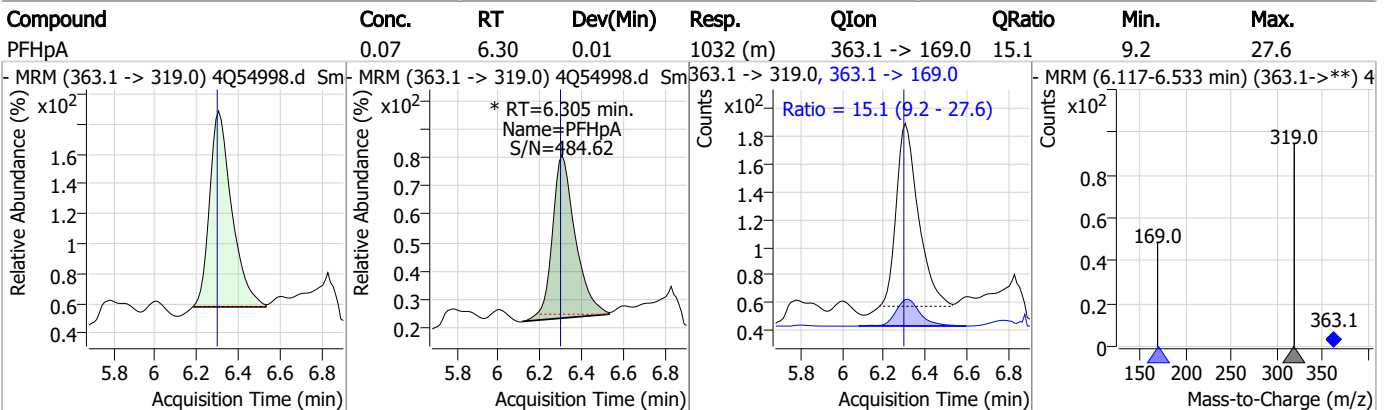 Compound Conc. RT Dev(Min) Resp. QIon QRatio Min. Max.
PFHpA 0.07 6.30 0.01 1032 (m) 363.1 -> 169.0 15.1 9.2 27.6
- MRM (363.1 -> 319.0) 4Q54998.d Sm
x10²
Relative Abundance (%)
1.6
1.4
1.2
1
0.8
0.6
0.4
5.8 6 6.2 6.4 6.6 6.8
Acquisition Time (min)
- MRM (363.1 -> 319.0) 4Q54998.d Sm
x10²
* RT=6.305 min.
Name=PFHpA
S/N=484.62
Relative Abundance (%)
0.8
0.7
0.6
0.5
0.4
0.3
0.2
5.8 6 6.2 6.4 6.6 6.8
Acquisition Time (min)
363.1 -> 319.0, 363.1 -> 169.0
x10²
Ratio = 15.1 (9.2 - 27.6)
Counts
1.8
1.6
1.4
1.2
1
0.8
0.6
0.4
5.8 6 6.2 6.4 6.6 6.8
Acquisition Time (min)
- MRM (6.117-6.533 min) (363.1->**) 4
x10²
Counts
319.0
0.8
0.6
169.0
0.4
0.2
363.1
0
150 200 250 300 350
Mass-to-Charge (m/z)